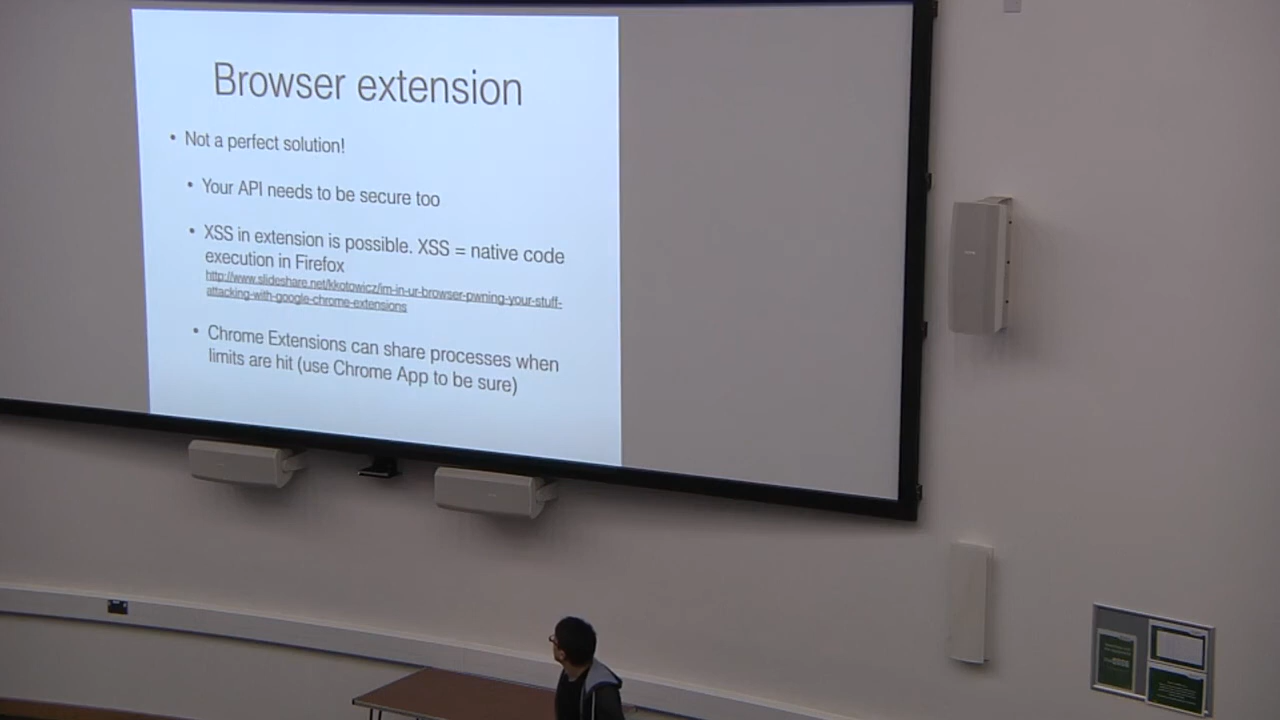 Browser extension
• Not a perfect solution!
• Your API needs to be secure too
• XSS in extension is possible. XSS = native code
execution in Firefox
http://www.slideshare.net/kkotowicz/im-in-ur-browser-pwning-your-stuff-
attacking-with-google-chrome-extensions
• Chrome Extensions can share processes when
limits are hit (use Chrome App to be sure)